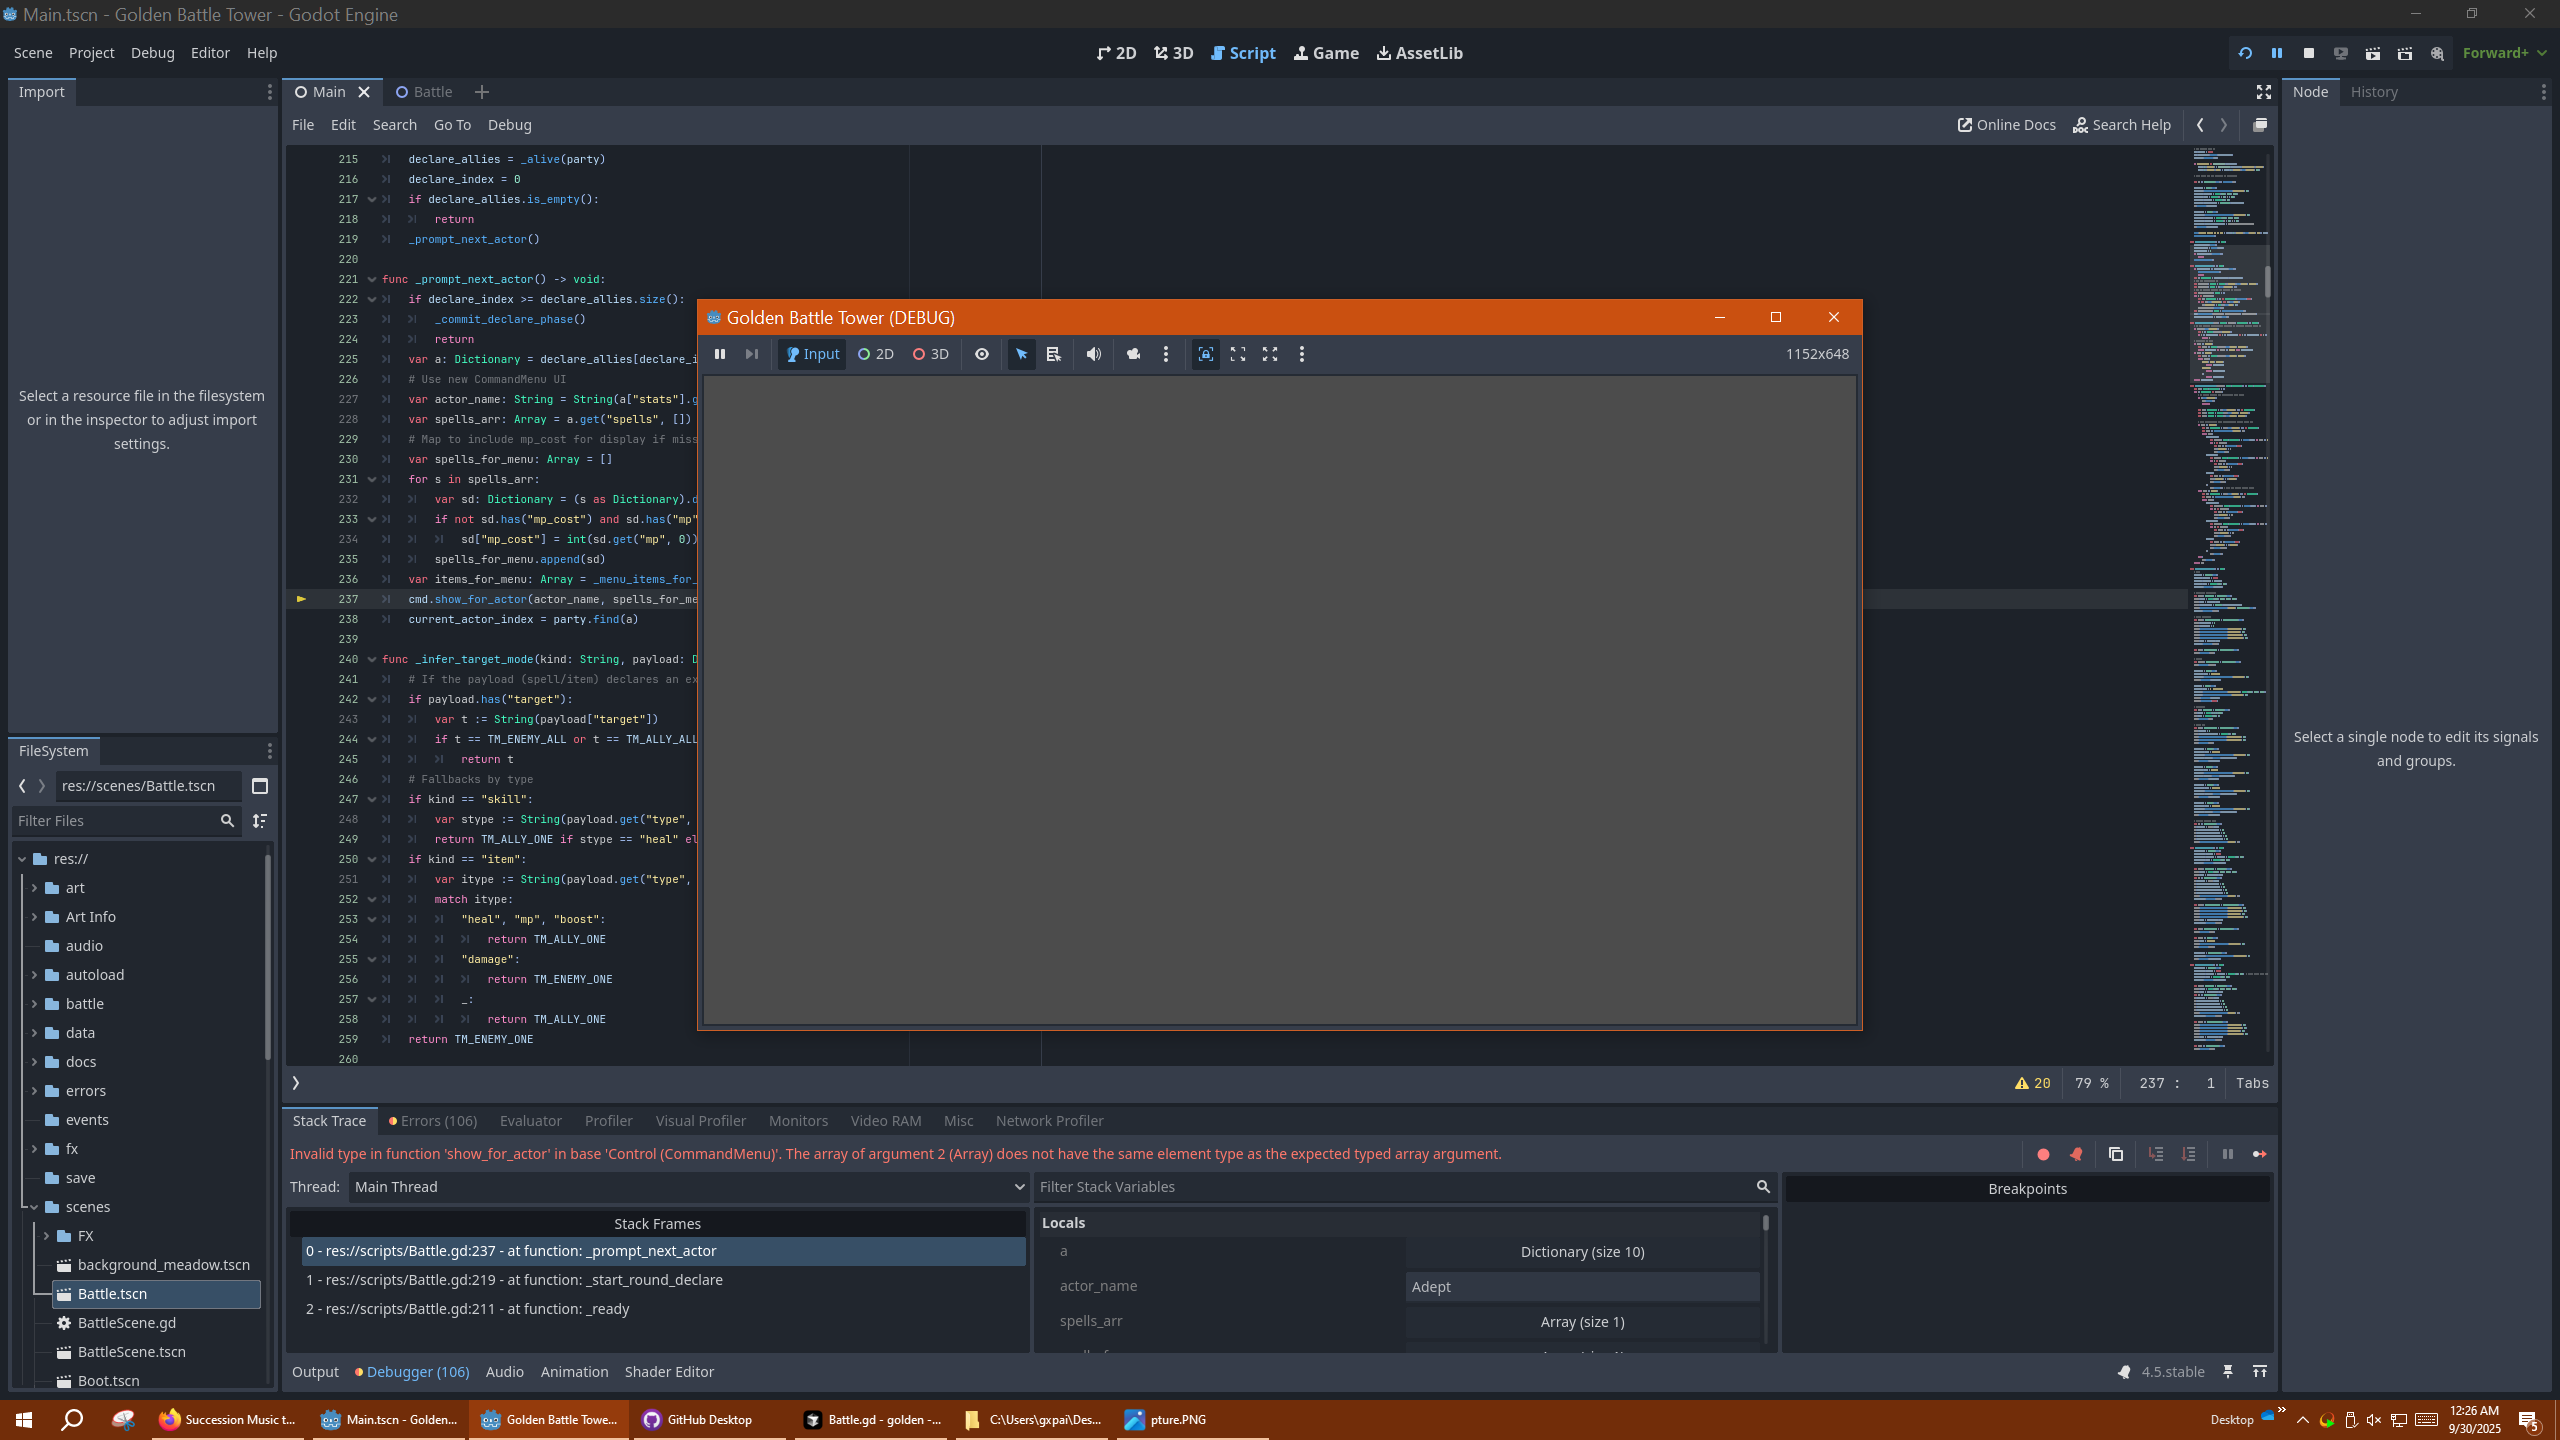 Main.tscn - Golden Battle Tower - Godot Engine
Scene Project Debug Editor Help
2D 3D Script Game AssetLib
Forward+
Import
Main Battle
Node History
File Edit Search Go To Debug
Online Docs Search Help
215 declare_allies = _alive(party)
216 declare_index = 0
217 if declare_allies.is_empty():
218 return
219 _prompt_next_actor()
220
221 func _prompt_next_actor() -> void:
222 if declare_index >= declare_allies.size():
223 _commit_declare_phase()
224 return
225 var a: Dictionary = declare_allies[declare_i
226 # Use new CommandMenu UI
227 var actor_name: String = String(a["stats"].g
228 var spells_arr: Array = a.get("spells", [])
229 # Map to include mp_cost for display if miss
230 var spells_for_menu: Array = []
231 for s in spells_arr:
232 var sd: Dictionary = (s as Dictionary).d
233 if not sd.has("mp_cost") and sd.has("mp"
234 sd["mp_cost"] = int(sd.get("mp", 0))
235 spells_for_menu.append(sd)
236 var items_for_menu: Array = _menu_items_for_
237 cmd.show_for_actor(actor_name, spells_for_me
238 current_actor_index = party.find(a)
239
240 func _infer_target_mode(kind: String, payload: D
241 # If the payload (spell/item) declares an ex
242 if payload.has("target"):
243 var t := String(payload["target"])
244 if t == TM_ENEMY_ALL or t == TM_ALLY_ALL
245 return t
246 # Fallbacks by type
247 if kind == "skill":
248 var stype := String(payload.get("type",
249 return TM_ALLY_ONE if stype == "heal" el
250 if kind == "item":
251 var itype := String(payload.get("type",
252 match itype:
253 "heal", "mp", "boost":
254 return TM_ALLY_ONE
255 "damage":
256 return TM_ENEMY_ONE
257 _:
258 return TM_ALLY_ONE
259 return TM_ENEMY_ONE
260
Golden Battle Tower (DEBUG)
Input 2D 3D
1152x648
Select a resource file in the filesystem
or in the inspector to adjust import
settings.
Select a single node to edit its signals
and groups.
FileSystem
res://scenes/Battle.tscn
Filter Files
res://
art
Art Info
audio
autoload
battle
data
docs
errors
events
fx
save
scenes
FX
background_meadow.tscn
Battle.tscn
BattleScene.gd
BattleScene.tscn
Boot.tscn
20 79 % 237 : 1 Tabs
Stack Trace Errors (106) Evaluator Profiler Visual Profiler Monitors Video RAM Misc Network Profiler
Invalid type in function 'show_for_actor' in base 'Control (CommandMenu)'. The array of argument 2 (Array) does not have the same element type as the expected typed array argument.
Thread: Main Thread
Filter Stack Variables
Breakpoints
Stack Frames
0 - res://scripts/Battle.gd:237 - at function: _prompt_next_actor
1 - res://scripts/Battle.gd:219 - at function: _start_round_declare
2 - res://scripts/Battle.gd:211 - at function: _ready
Locals
a Dictionary (size 10)
actor_name Adept
spells_arr Array (size 1)
Output Debugger (106) Audio Animation Shader Editor
4.5.stable
Succession Music t...
Main.tscn - Golden...
Golden Battle Towe...
GitHub Desktop
Battle.gd - golden -...
C:\Users\gxpai\Des...
pture.PNG
Desktop
12:26 AM
9/30/2025
5